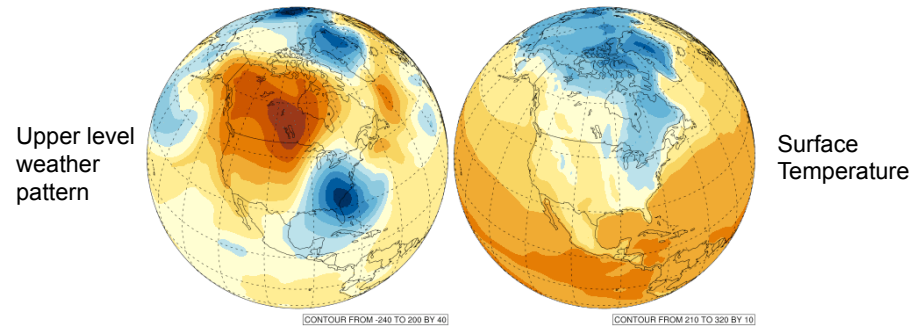 Upper level
weather
pattern
Surface
Temperature
CONTOUR FROM -240 TO 200 BY 40
CONTOUR FROM 210 TO 320 BY 10